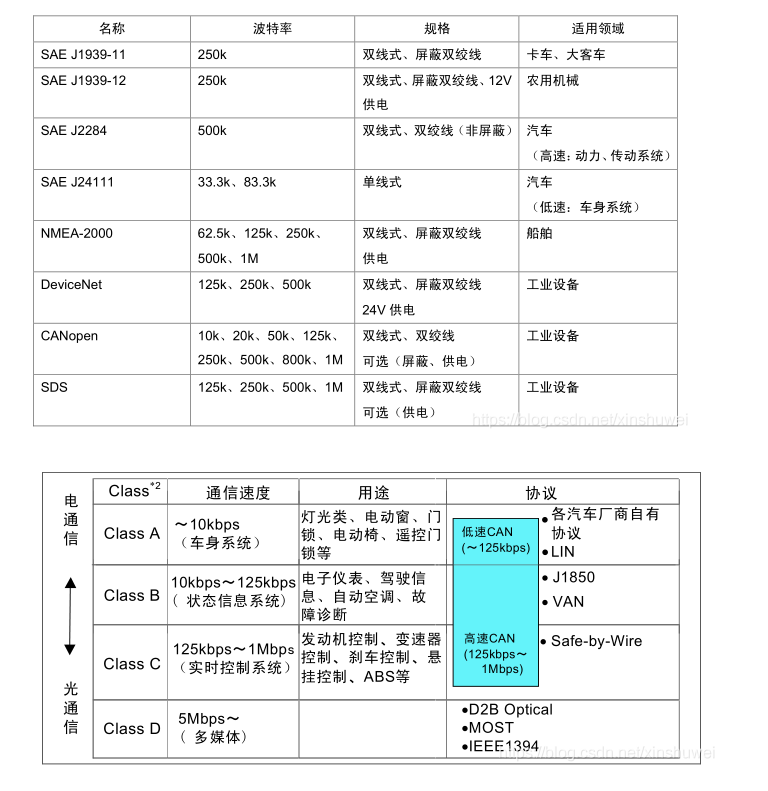 名称 波特率 规格 适用领域
SAE J1939-11 250k 双线式、屏蔽双绞线 卡车、大客车
SAE J1939-12 250k 双线式、屏蔽双绞线、12V 农用机械
供电
SAE J2284 500k 双线式、双绞线（非屏蔽） 汽车
（高速：动力、传动系统）
SAE J24111 33.3k、83.3k 单线式 汽车
（低速：车身系统）
NMEA-2000 62.5k、125k、250k、 双线式、屏蔽双绞线 船舶
500k、1M 供电
DeviceNet 125k、250k、500k 双线式、屏蔽双绞线 工业设备
24V 供电
CANopen 10k、20k、50k、125k、 双线式、双绞线 工业设备
250k、500k、800k、1M 可选（屏蔽、供电）
SDS 125k、250k、500k、1M 双线式、屏蔽双绞线 工业设备
可选（供电）
https://blog.csdn.net/xinshuwei
电通信
光通信
Class*2 通信速度 用途 协议
Class A
～10kbps
（车身系统）
灯光类、电动窗、门
锁、电动椅、遥控门
锁等
低速CAN
(～125kbps)
●各汽车厂商自有
协议
●LIN
Class B
10kbps～125kbps
( 状态信息系统)
电子仪表、驾驶信
息、自动空调、故
障诊断
● J1850
● VAN
Class C
125kbps～1Mbps
（实时控制系统）
发动机控制、变速器
控制、刹车控制、悬
挂控制、ABS等
高速CAN
(125kbps～
1Mbps)
● Safe-by-Wire
Class D
5Mbps～
( 多媒体)
●D2B Optical
●MOST
●IEEE1394
https://blog.csdn.net/xinshuwei